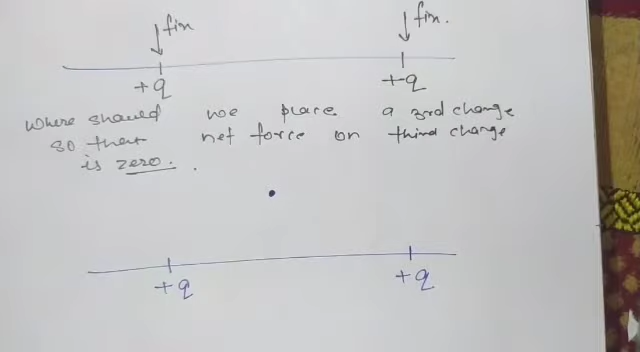 fix fix.
+q +q
where should we place a 3rd charge
so that net force on third charge
is zero.
+q +q